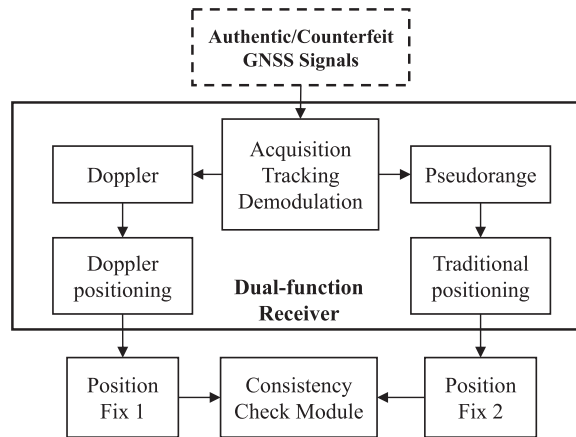 Authentic/Counterfeit
GNSS Signals
Acquisition
Tracking
Demodulation
Doppler
Pseudorange
Doppler
positioning
Traditional
positioning
Dual-function
Receiver
Position
Fix 1
Consistency
Check Module
Position
Fix 2